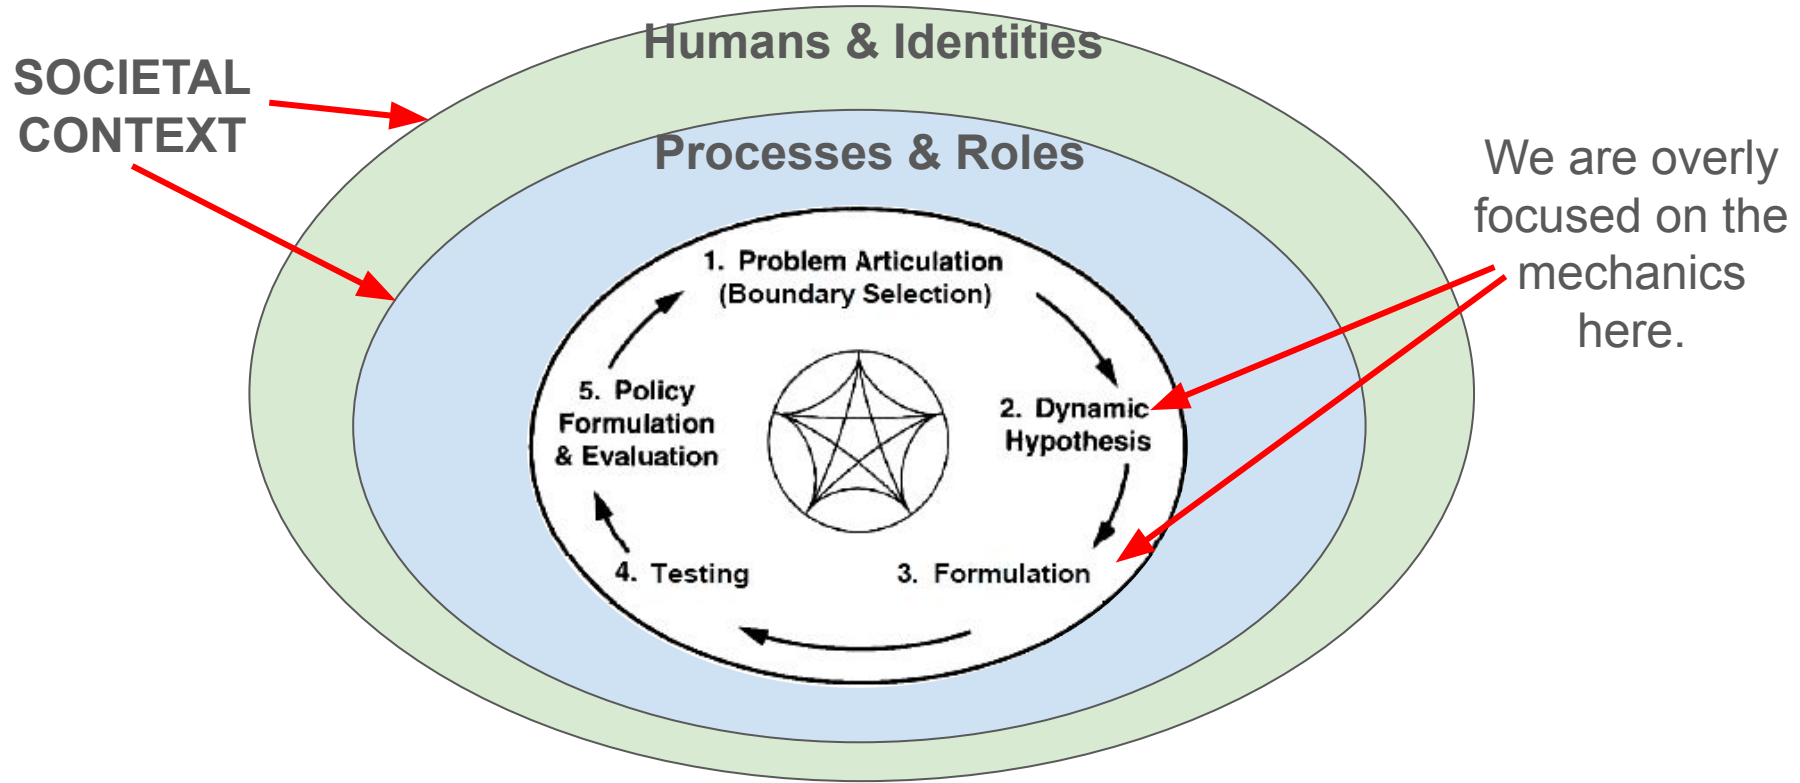 Humans & Identities
SOCIETAL
CONTEXT
Processes & Roles
We are overly
focused on the
mechanics
here.
1. Problem Articulation
(Boundary Selection)
2. Dynamic
Hypothesis
3. Formulation
4. Testing
5. Policy
Formulation
& Evaluation